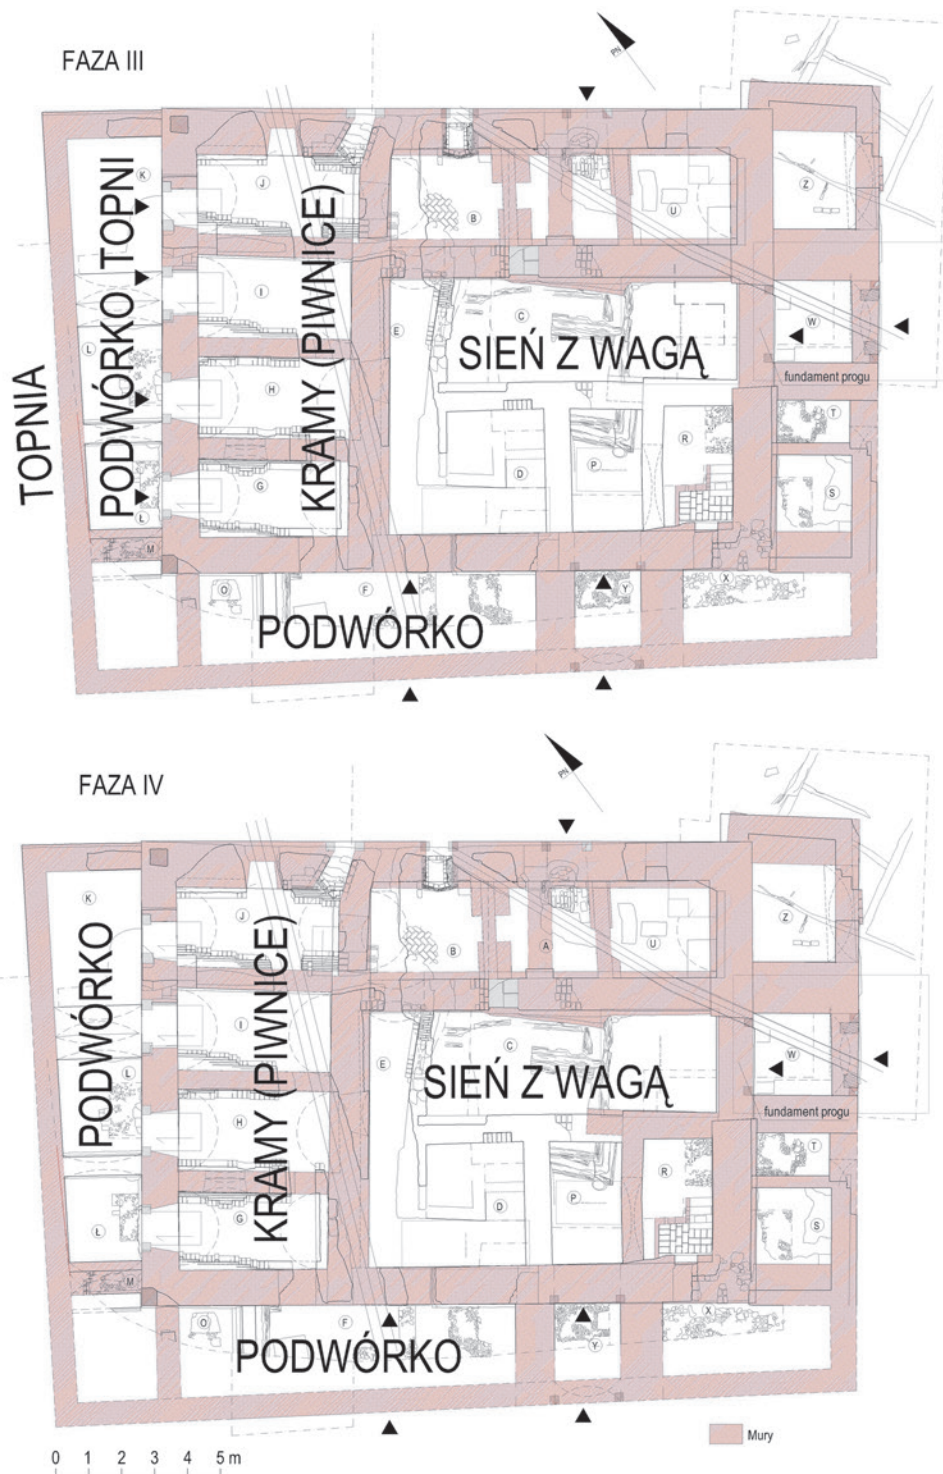 FAZA III
PN
K
J
B
U
Z
PODWÓRKO TOPNI
KRAMY (PIWNICE)
I
E
C
W
SIEŃ Z WAGĄ
L
H
fundament progu
TOPNIA
T
R
G
D
P
S
Ł
M
O
F
Y
X
PODWÓRKO
FAZA IV
PN
K
J
B
A
U
Z
PODWÓRKO
KRAMY (PIWNICE)
I
E
C
W
SIEŃ Z WAGĄ
L
H
fundament progu
T
R
G
D
P
S
Ł
M
O
F
Y
X
PODWÓRKO
Mury
0 1 2 3 4 5 m